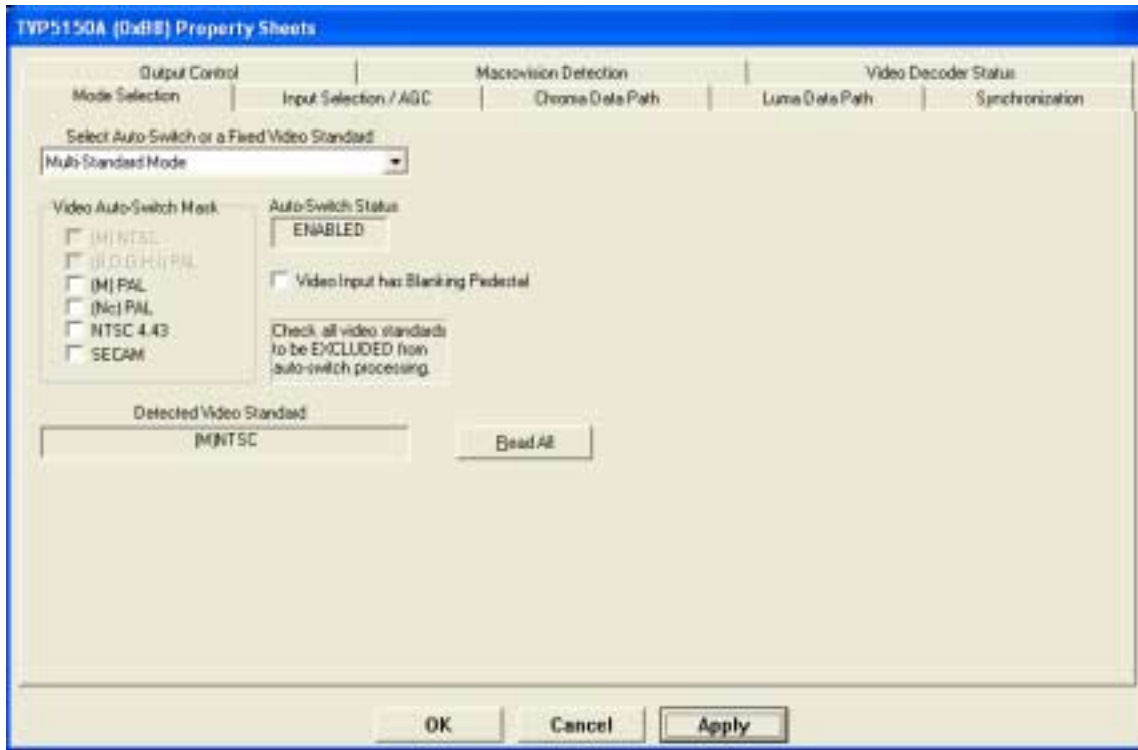 TVP5150A (0xB8) Property Sheets
Output Control
Macrovision Detection
Video Decoder Status
Mode Selection
Input Selection / AGC
Chroma Data Path
Luma Data Path
Synchronization
Select Auto Switch or a Fixed Video Standard
Multi-Standard Mode
Video Auto-Switch Mask
(M) NTSC
(B,D,G,H,I) PAL
(M) PAL
(Nc) PAL
NTSC 4.43
SECAM
Auto-Switch Status
ENABLED
Video Input has Blanking Pedestal
Check all video standards
to be EXCLUDED from
auto-switch processing.
Detected Video Standard
(M)NTSC
Read All
OK
Cancel
Apply